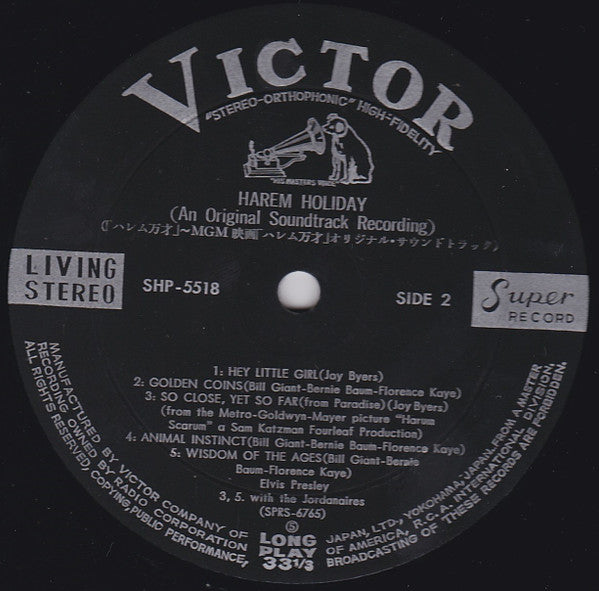 VICTOR
"STEREO-ORTHOPHONIC" HIGH-FIDELITY
"HIS MASTERS VOICE"
HAREM HOLIDAY
(An Original Soundtrack Recording)
(「ハレム万才」〜MGM映画「ハレム万才」オリジナル・サウンドトラック)
LIVING
STEREO
SHP-5518
SIDE 2
Super
RECORD
1: HEY LITTLE GIRL(Joy Byers)
2: GOLDEN COINS(Bill Giant-Bernie Baum-Florence Kaye)
3: SO CLOSE, YET SO FAR(from Paradise)(Joy Byers)
(from the Metro-Goldwyn-Mayer picture "Harum
Scarum" a Sam Katzman Fourleaf Production)
4: ANIMAL INSTINCT(Bill Giant-Bernie Baum-Florence Kaye)
5: WISDOM OF THE AGES(Bill Giant-Bernie
Baum-Florence Kaye)
Elvis Presley
3, 5. with the Jordanaires
(SPRS-6765)
Ⓢ
LONG
PLAY
33 1/3
MANUFACTURED BY VICTOR COMPANY OF JAPAN, LTD., YOKOHAMA, JAPAN. FROM A MASTER
RECORDING OWNED BY RADIO CORPORATION OF AMERICA, R.C.A. INTERNATIONAL DIVISION.
ALL RIGHTS RESERVED, COPYING PUBLIC PERFORMANCE, BROADCASTING OF THESE RECORDS ARE FORBIDDEN.